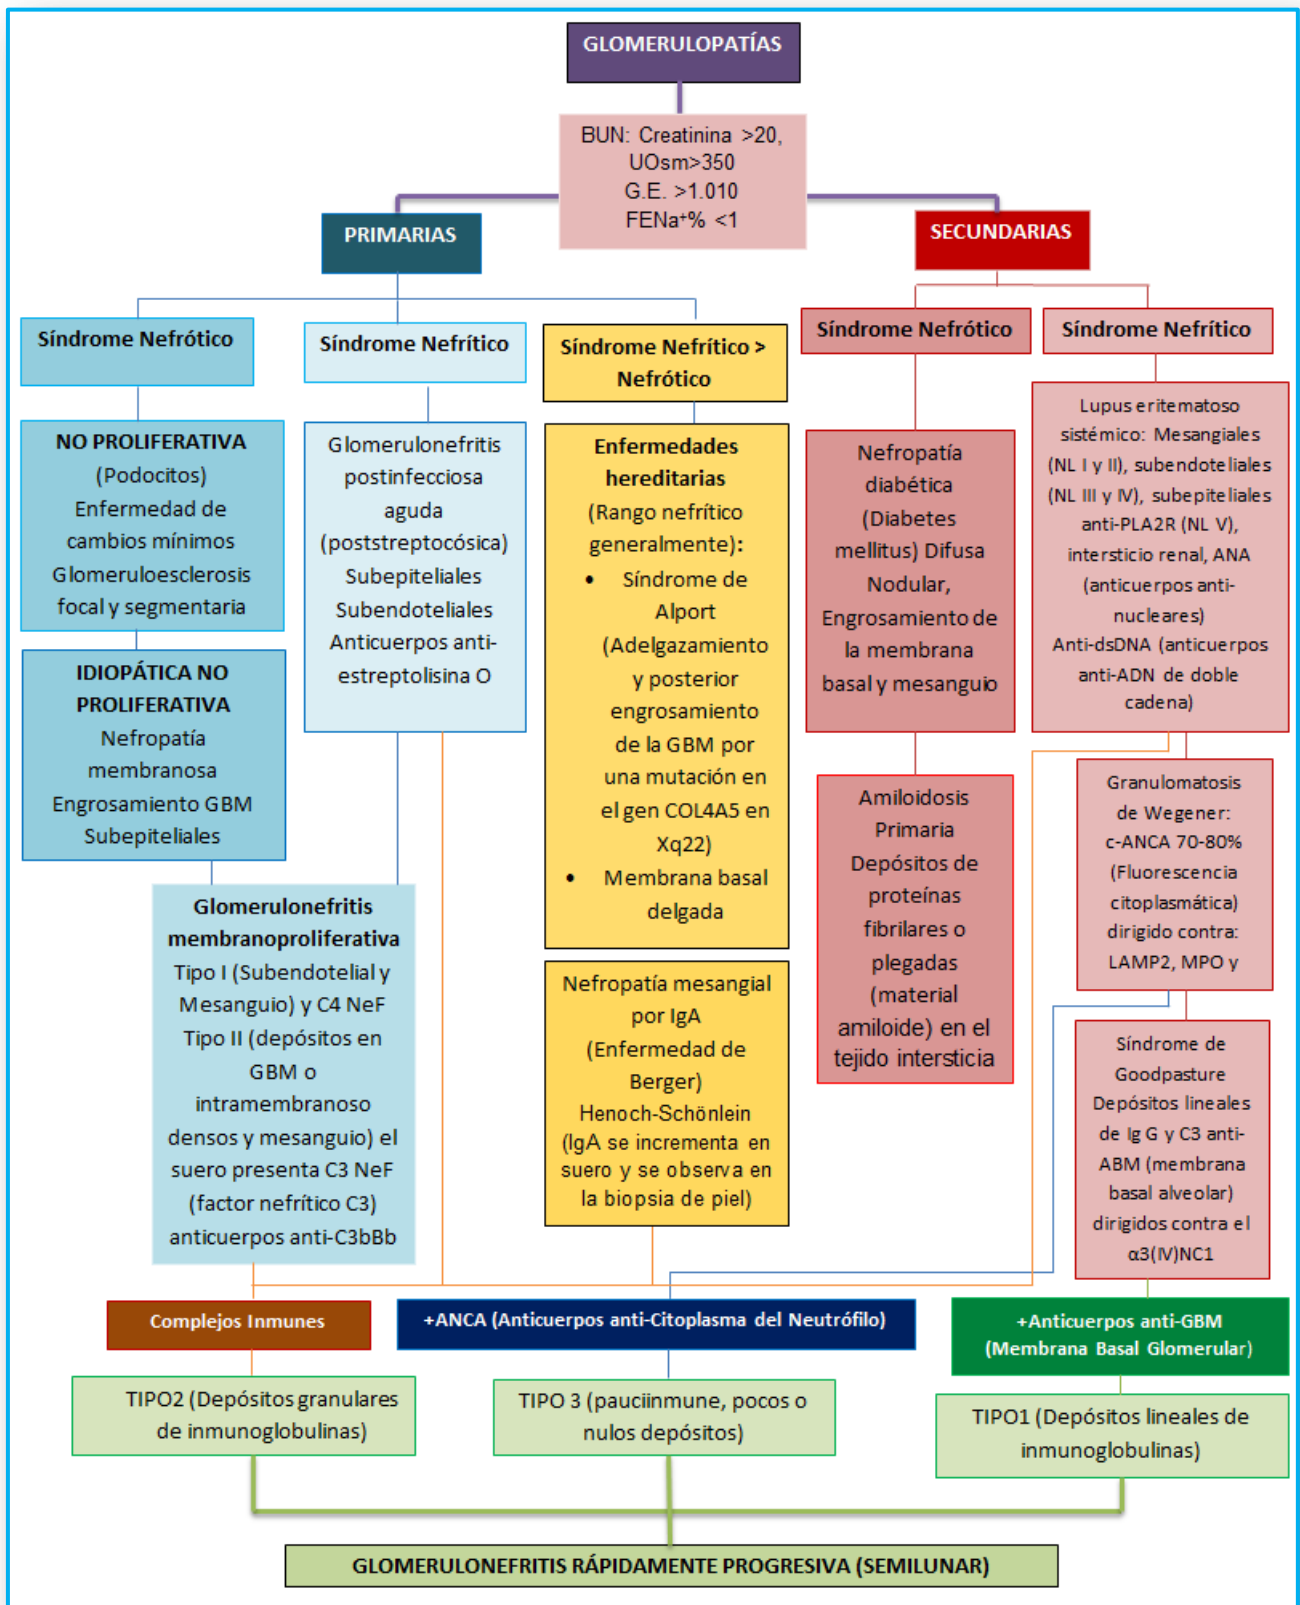 GLOMERULOPATÍAS
BUN: Creatinina >20,
UOsm>350
G.E. >1.010
FENa⁺% <1
PRIMARIAS
SECUNDARIAS
Síndrome Nefrótico
NO PROLIFERATIVA
(Podocitos)
Enfermedad de
cambios mínimos
Glomeruloesclerosis
focal y segmentaria
IDIOPÁTICA NO
PROLIFERATIVA
Nefropatía
membranosa
Engrosamiento GBM
Subepiteliales
Síndrome Nefrítico
Glomerulonefritis
postinfecciosa
aguda
(poststreptocósica)
Subepiteliales
Subendoteliales
Anticuerpos anti-
estreptolisina O
Glomerulonefritis
membranoproliferativa
Tipo I (Subendotelial y
Mesanguio) y C4 NeF
Tipo II (depósitos en
GBM o
intramembranoso
densos y mesanguio) el
suero presenta C3 NeF
(factor nefrítico C3)
anticuerpos anti-C3bBb
Síndrome Nefrítico >
Nefrótico
Enfermedades
hereditarias
(Rango nefrítico
generalmente):
• Síndrome de
Alport
(Adelgazamiento
y posterior
engrosamiento
de la GBM por
una mutación en
el gen COL4A5 en
Xq22)
• Membrana basal
delgada
Nefropatía mesangial
por IgA
(Enfermedad de
Berger)
Henoch-Schönlein
(IgA se incrementa en
suero y se observa en
la biopsia de piel)
Síndrome Nefrótico
Nefropatía
diabética
(Diabetes
mellitus) Difusa
Nodular,
Engrosamiento de
la membrana
basal y mesanguio
Amiloidosis
Primaria
Depósitos de
proteínas
fibrilares o
plegadas
(material
amiloide) en el
tejido intersticia
Síndrome Nefrítico
Lupus eritematoso
sistémico: Mesangiales
(NL I y II), subendoteliales
(NL III y IV), subepiteliales
anti-PLA2R (NL V),
intersticio renal, ANA
(anticuerpos anti-
nucleares)
Anti-dsDNA (anticuerpos
anti-ADN de doble
cadena)
Granulomatosis
de Wegener:
c-ANCA 70-80%
(Fluorescencia
citoplasmática)
dirigido contra:
LAMP2, MPO y
Síndrome de
Goodpasture
Depósitos lineales
de Ig G y C3 anti-
ABM (membrana
basal alveolar)
dirigidos contra el
α3(IV)NC1
Complejos Inmunes
+ANCA (Anticuerpos anti-Citoplasma del Neutrófilo)
+Anticuerpos anti-GBM
(Membrana Basal Glomerular)
TIPO2 (Depósitos granulares
de inmunoglobulinas)
TIPO 3 (pauciinmune, pocos o
nulos depósitos)
TIPO1 (Depósitos lineales de
inmunoglobulinas)
GLOMERULONEFRITIS RÁPIDAMENTE PROGRESIVA (SEMILUNAR)